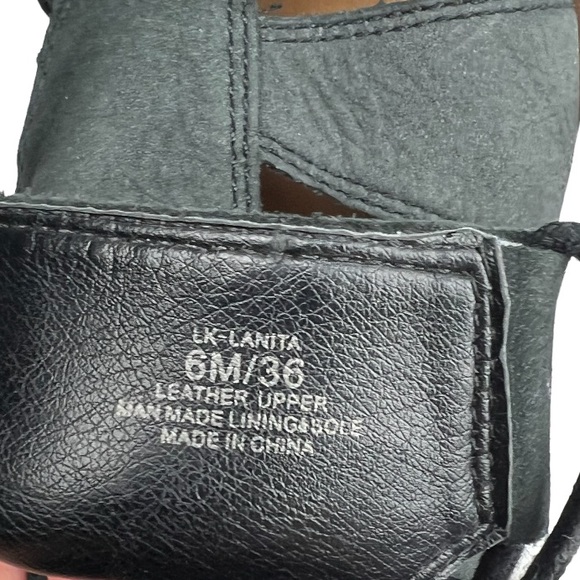 LK-LANITA
6M/36
LEATHER UPPER
MAN MADE LINING&SOLE
MADE IN CHINA